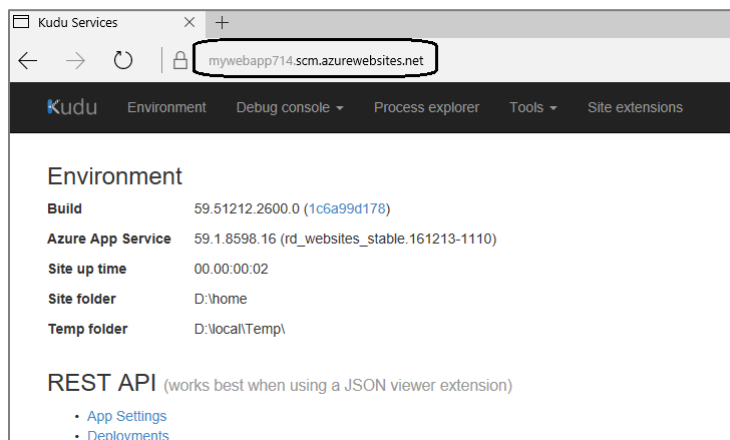 Kudu Services
mywebapp714.scm.azurewebsites.net
Kudu Environment Debug console Process explorer Tools Site extensions
Environment
Build 59.51212.2600.0 (1c6a99d178)
Azure App Service 59.1.8598.16 (rd_websites_stable.161213-1110)
Site up time 00.00:00:02
Site folder D:\home
Temp folder D:\local\Temp\
REST API (works best when using a JSON viewer extension)
• App Settings
• Deployments